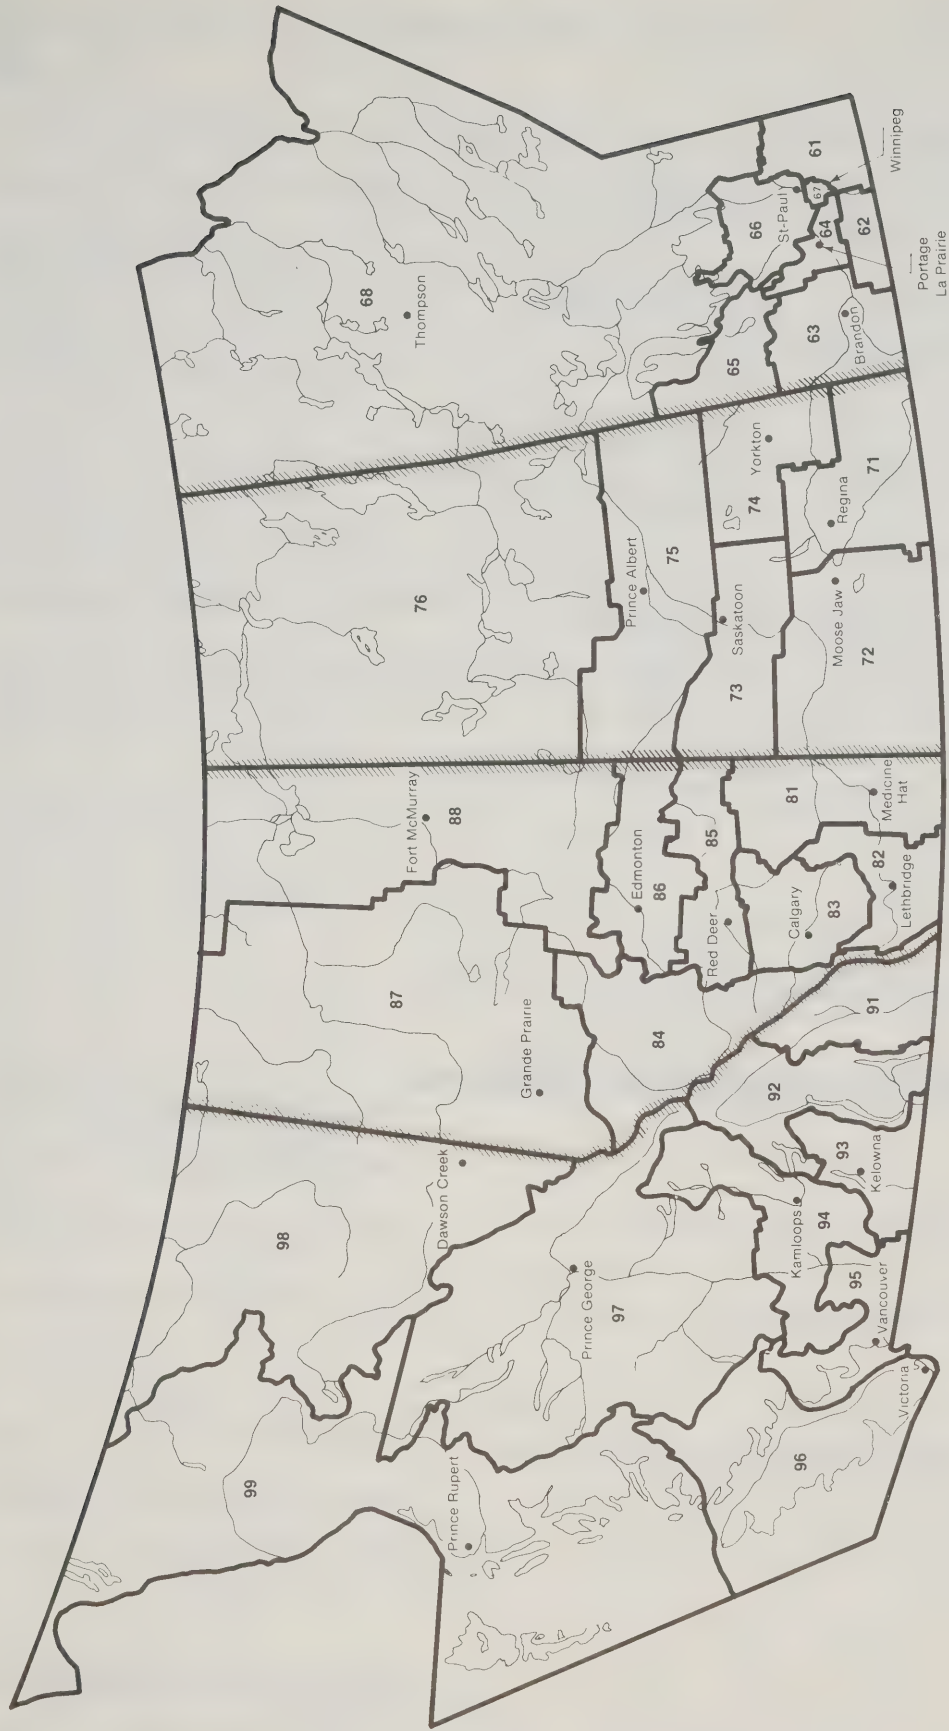 99
98
Prince Rupert
Dawson Creek
Prince George
97
96
Victoria
Vancouver
95
Kamloops
94
93
Kelowna
92
91
87
Grande Prairie
84
88
Fort McMurray
Edmonton
86
Red Deer
85
Calgary
83
81
82
Lethbridge
Medicine
Hat
76
Prince Albert
75
Saskatoon
73
74
Yorkton
Moose Jaw
72
Regina
71
68
Thompson
65
66
63
Brandon
St-Paul
64
67
61
62
Winnipeg
Portage
La Prairie